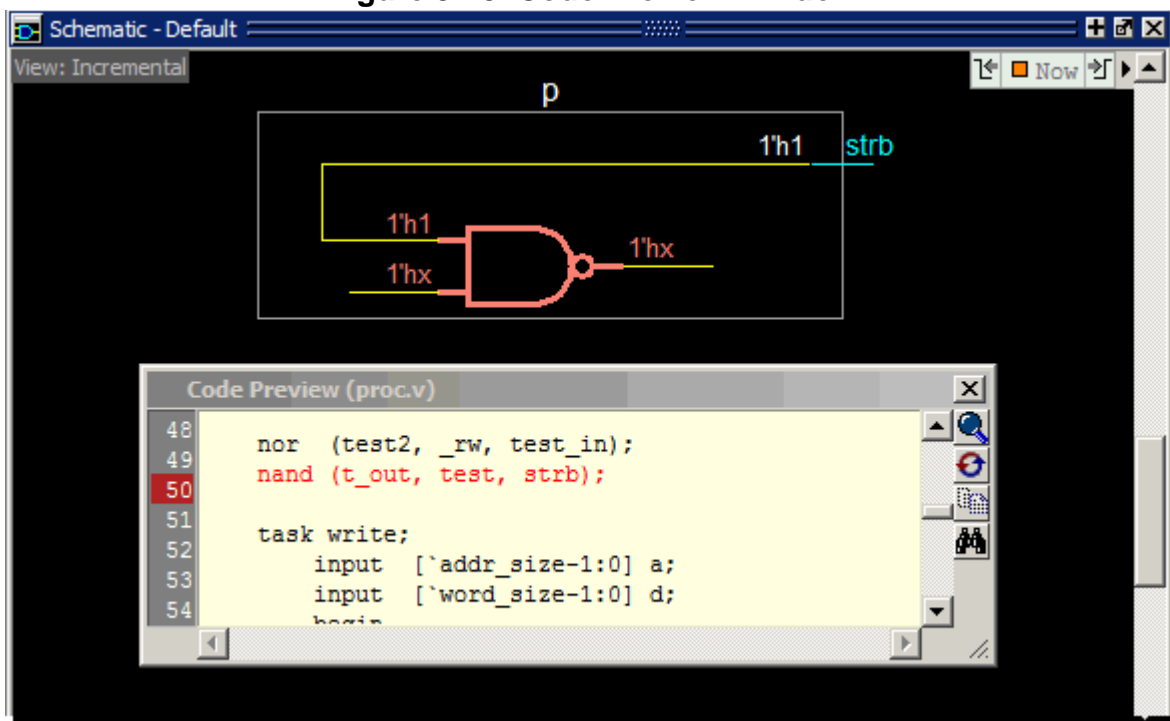 Schematic - Default
View: Incremental
Now
p
1'h1 strb
1'h1
1'hx
1'hx
Code Preview (proc.v)
48 nor (test2, _rw, test_in);
49 nand (t_out, test, strb);
50
51 task write;
52 input [`addr_size-1:0] a;
53 input [`word_size-1:0] d;
54 begin